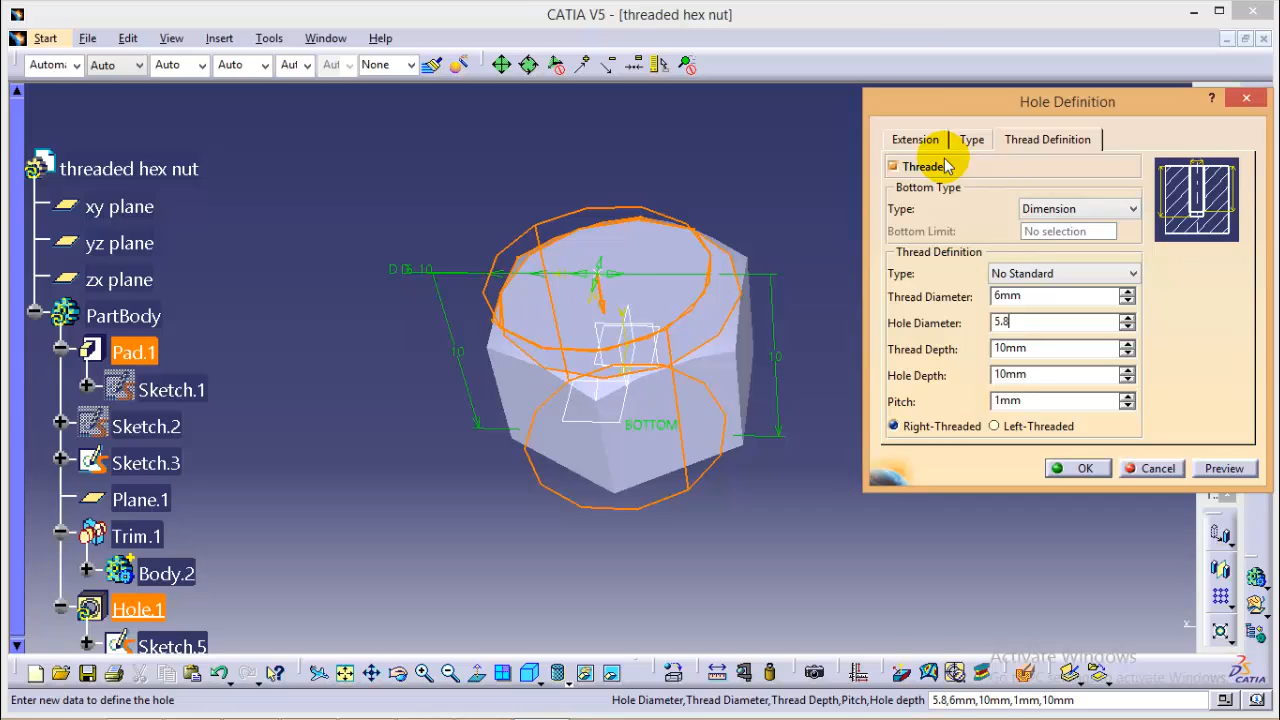 CATIA V5 - [threaded hex nut]
Start File Edit View Insert Tools Window Help
Automa Auto Auto Auto Aut Aut None
threaded hex nut
xy plane
yz plane
zx plane
PartBody
Pad.1
Sketch.1
Sketch.2
Sketch.3
Plane.1
Trim.1
Body.2
Hole.1
Sketch.5
10
10
BOTTOM
Hole Definition
?
Extension Type Thread Definition
Threade
Bottom Type
Type: Dimension
Bottom Limit: No selection
Thread Definition
Type: No Standard
Thread Diameter: 6mm
Hole Diameter: 5.8
Thread Depth: 10mm
Hole Depth: 10mm
Pitch: 1mm
Right-Threaded Left-Threaded
OK Cancel Preview
x
Activate Windows
CATIA
Enter new data to define the hole
Hole Diameter,Thread Diameter,Thread Depth,Pitch,Hole depth 5.8,6mm,10mm,1mm,10mm